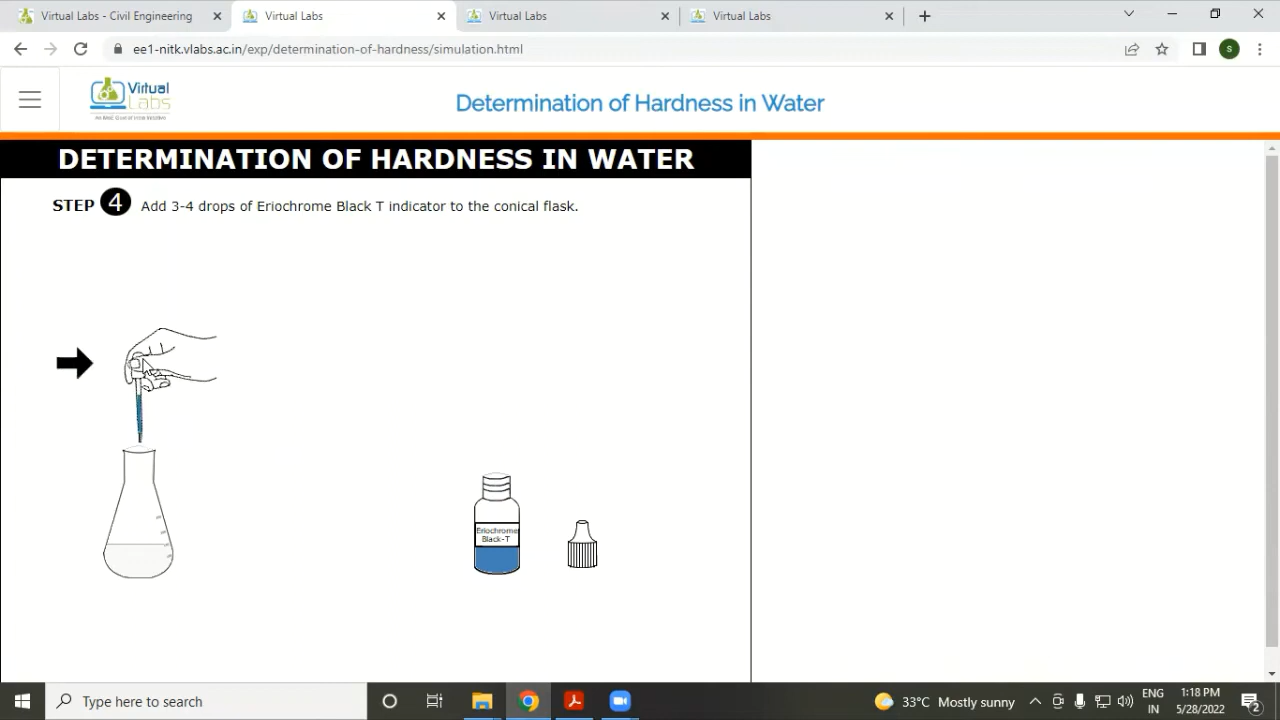 Virtual Labs - Civil Engineering
Virtual Labs
Virtual Labs
Virtual Labs
ee1-nitk.vlabs.ac.in/exp/determination-of-hardness/simulation.html
S
Virtual
Labs
Determination of Hardness in Water
DETERMINATION OF HARDNESS IN WATER
STEP 4 Add 3-4 drops of Eriochrome Black T indicator to the conical flask.
Eriochrome
Black-T
Type here to search
33°C Mostly sunny
ENG
IN
1:18 PM
5/28/2022
2